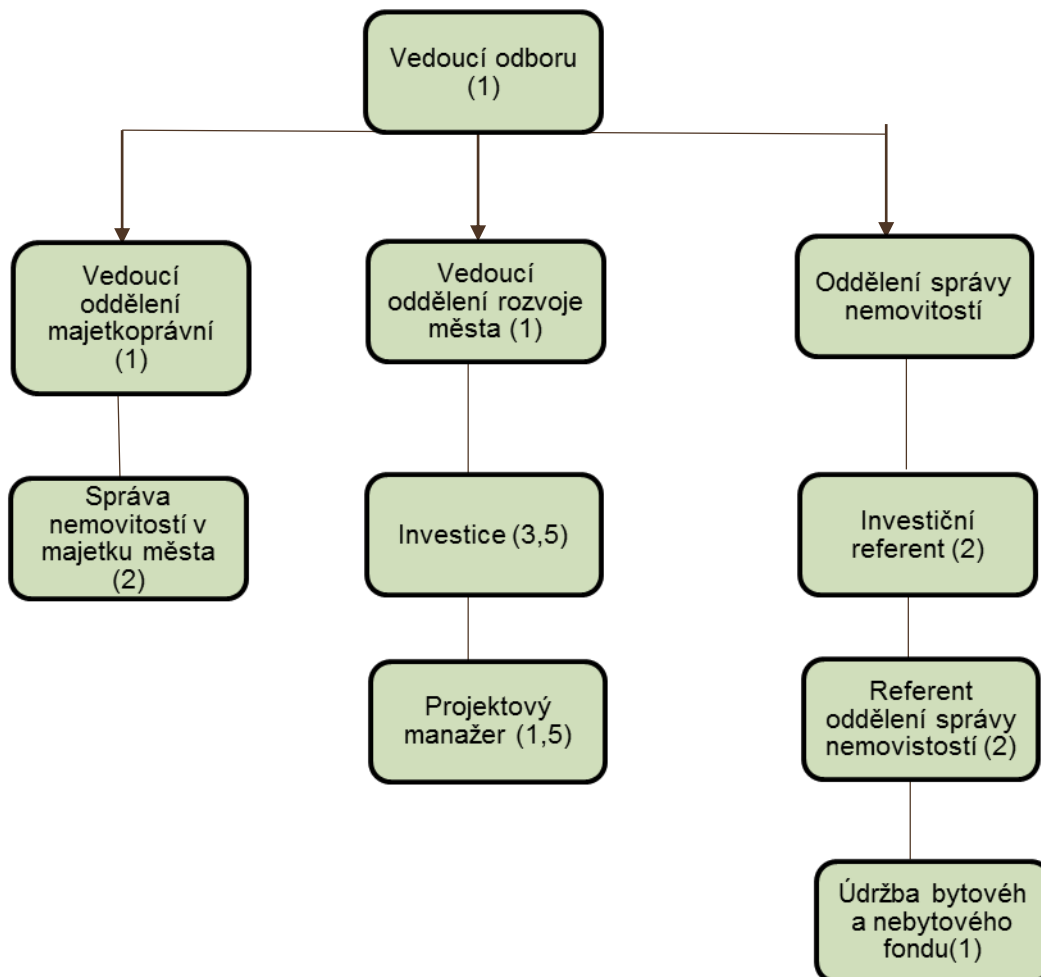 Vedoucí odboru
(1)
Vedoucí
oddělení
majetkoprávní
(1)
Vedoucí
oddělení rozvoje
města (1)
Oddělení správy
nemovitostí
Správa
nemovitostí v
majetku města
(2)
Investice (3,5)
Investiční
referent (2)
Projektový
manažer (1,5)
Referent
oddělení správy
nemovistostí (2)
Údržba bytovéh
a nebytového
fondu(1)